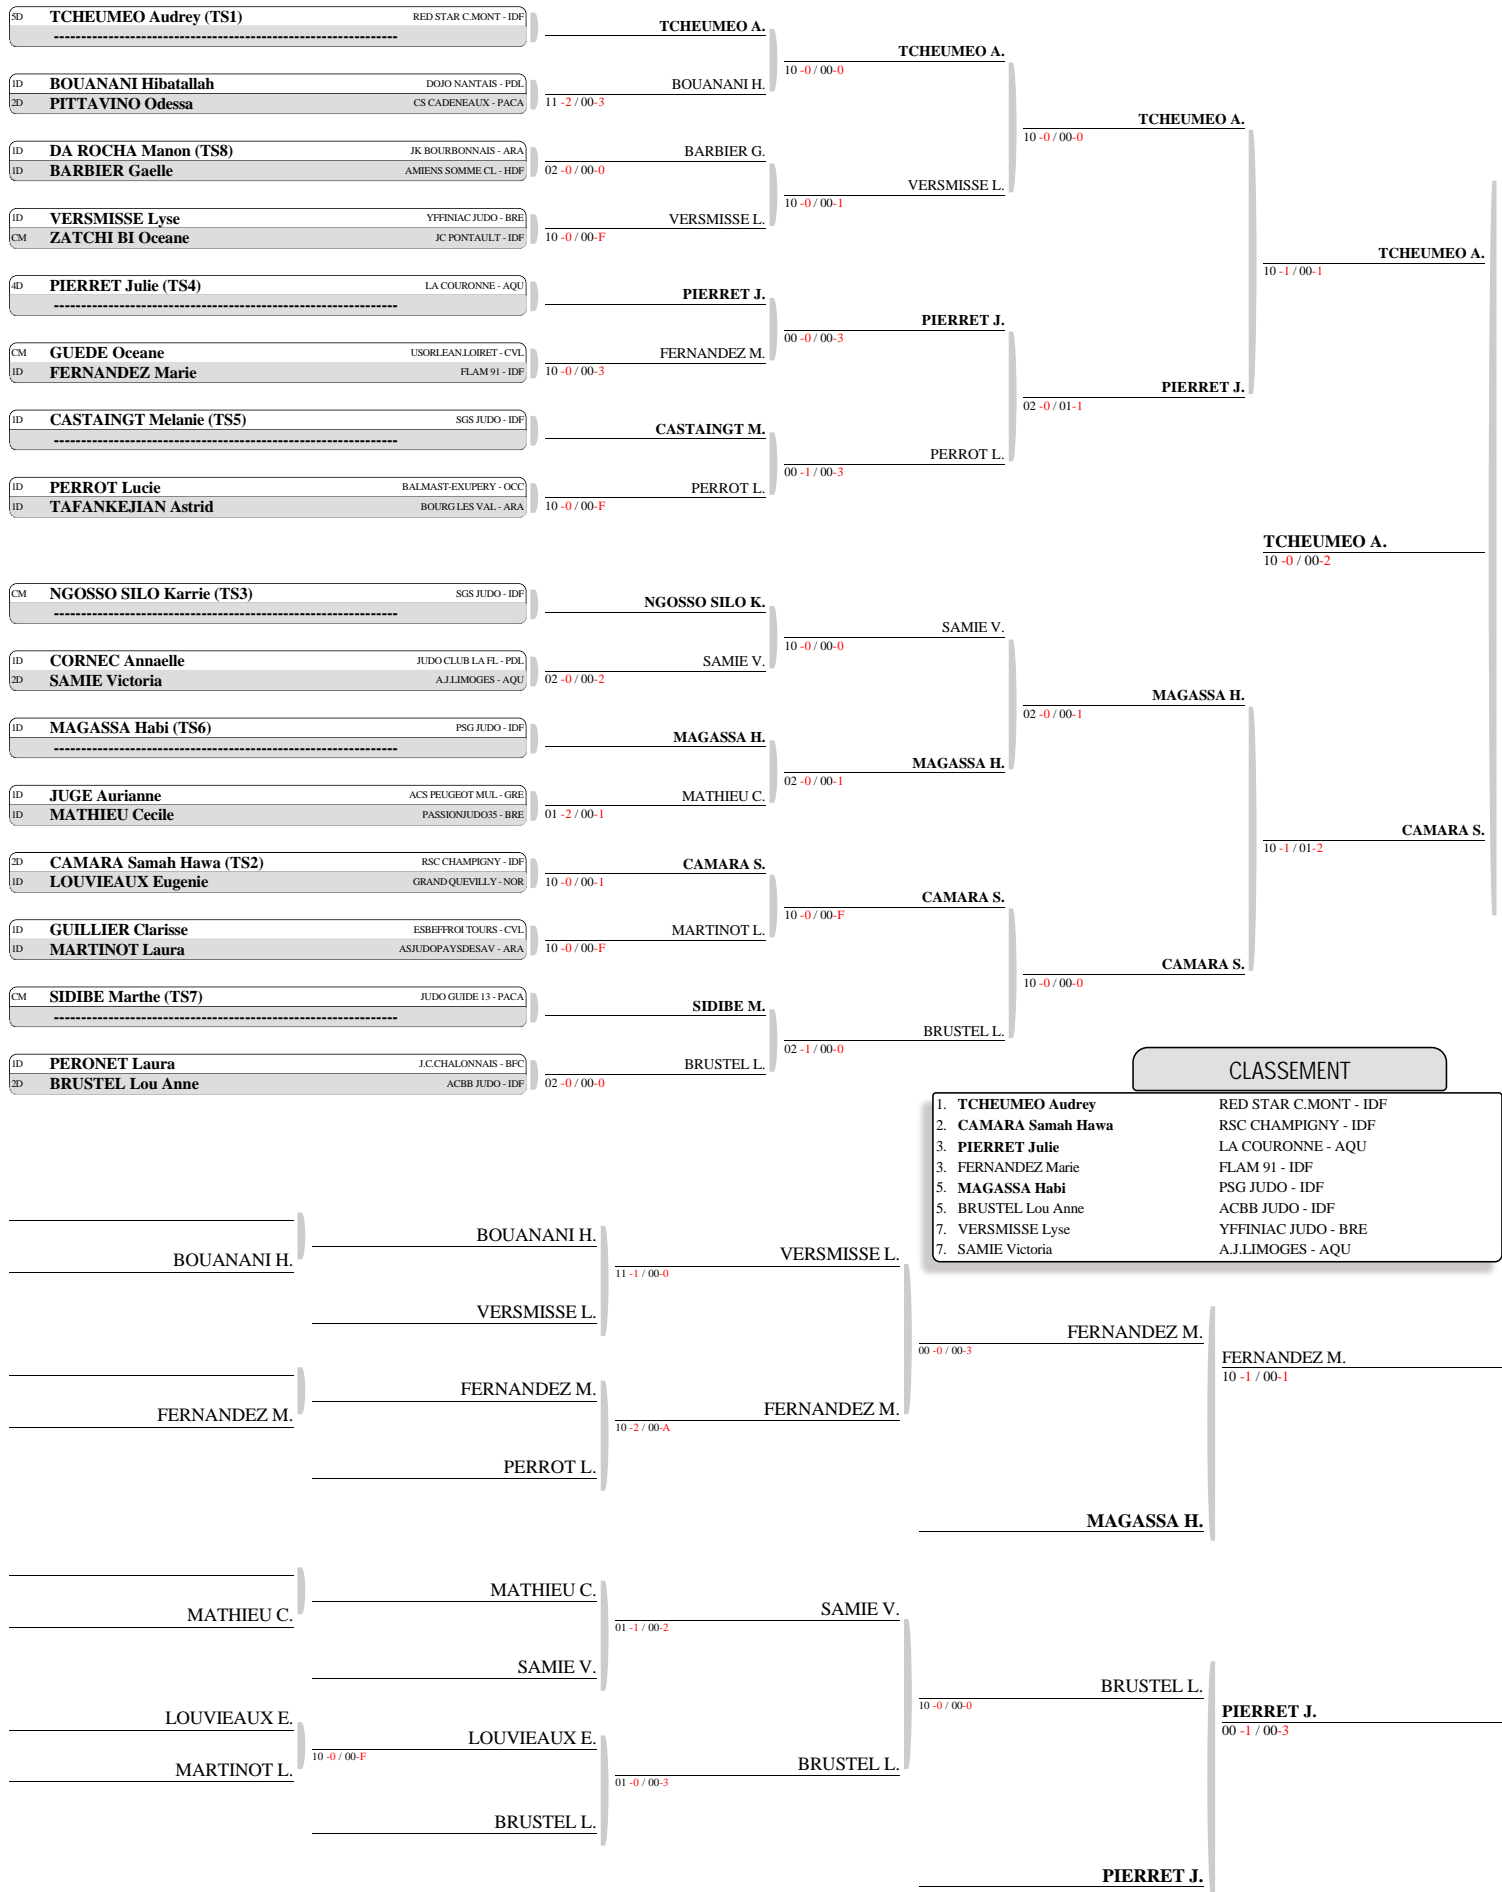 5D TCHEUMEO Audrey (TS1) RED STAR C.MONT - IDF
----------------------------------------------------------------
1D BOUANANI Hibatallah DOJO NANTAIS - PDL
2D PITTAVINO Odessa CS CADENEAUX - PACA
1D DA ROCHA Manon (TS8) JK BOURBONNAIS - ARA
1D BARBIER Gaelle AMIENS SOMME CL - HDF
1D VERSMISSE Lyse YFFINIAC JUDO - BRE
CM ZATCHI BI Oceane JC PONTAULT - IDF
4D PIERRET Julie (TS4) LA COURONNE - AQU
----------------------------------------------------------------
CM GUEDE Oceane USORLEAN.LOIRET - CVL
1D FERNANDEZ Marie FLAM 91 - IDF
1D CASTAINGT Melanie (TS5) SGS JUDO - IDF
----------------------------------------------------------------
1D PERROT Lucie BALMAST-EXUPERY - OCC
1D TAFANKEJIAN Astrid BOURG LES VAL - ARA
CM NGOSSO SILO Karrie (TS3) SGS JUDO - IDF
----------------------------------------------------------------
1D CORNEC Annaelle JUDO CLUB LA FL - PDL
2D SAMIE Victoria A.J.LIMOGES - AQU
1D MAGASSA Habi (TS6) PSG JUDO - IDF
----------------------------------------------------------------
1D JUGE Aurianne ACS PEUGEOT MUL - GRE
1D MATHIEU Cecile PASSIONJUDO35 - BRE
2D CAMARA Samah Hawa (TS2) RSC CHAMPIGNY - IDF
1D LOUVIEAUX Eugenie GRAND QUEVILLY - NOR
1D GUILLIER Clarisse ESBEFFROI TOURS - CVL
1D MARTINOT Laura ASJUDOPAYSDESAV - ARA
CM SIDIBE Marthe (TS7) JUDO GUIDE 13 - PACA
----------------------------------------------------------------
1D PERONET Laura J.C.CHALONNAIS - BFC
2D BRUSTEL Lou Anne ACBB JUDO - IDF
TCHEUMEO A.
BOUANANI H.
11 -2 / 00-3
BARBIER G.
02 -0 / 00-0
VERSMISSE L.
10 -0 / 00-F
PIERRET J.
FERNANDEZ M.
10 -0 / 00-3
CASTAINGT M.
PERROT L.
10 -0 / 00-F
NGOSSO SILO K.
SAMIE V.
02 -0 / 00-2
MAGASSA H.
MATHIEU C.
01 -2 / 00-1
CAMARA S.
10 -0 / 00-1
MARTINOT L.
10 -0 / 00-F
SIDIBE M.
BRUSTEL L.
02 -0 / 00-0
TCHEUMEO A.
10 -0 / 00-0
VERSMISSE L.
10 -0 / 00-1
PIERRET J.
00 -0 / 00-3
PERROT L.
00 -1 / 00-3
SAMIE V.
10 -0 / 00-0
MAGASSA H.
02 -0 / 00-1
CAMARA S.
10 -0 / 00-F
BRUSTEL L.
02 -1 / 00-0
TCHEUMEO A.
10 -0 / 00-0
PIERRET J.
02 -0 / 01-1
MAGASSA H.
02 -0 / 00-1
CAMARA S.
10 -0 / 00-0
TCHEUMEO A.
10 -1 / 00-1
CAMARA S.
10 -1 / 01-2
TCHEUMEO A.
10 -0 / 00-2
CLASSEMENT
1. TCHEUMEO Audrey RED STAR C.MONT - IDF
2. CAMARA Samah Hawa RSC CHAMPIGNY - IDF
3. PIERRET Julie LA COURONNE - AQU
3. FERNANDEZ Marie FLAM 91 - IDF
5. MAGASSA Habi PSG JUDO - IDF
5. BRUSTEL Lou Anne ACBB JUDO - IDF
7. VERSMISSE Lyse YFFINIAC JUDO - BRE
7. SAMIE Victoria A.J.LIMOGES - AQU
BOUANANI H.
FERNANDEZ M.
MATHIEU C.
LOUVIEAUX E.
MARTINOT L.
BOUANANI H.
VERSMISSE L.
FERNANDEZ M.
PERROT L.
MATHIEU C.
SAMIE V.
LOUVIEAUX E.
10 -0 / 00-F
BRUSTEL L.
VERSMISSE L.
11 -1 / 00-0
FERNANDEZ M.
10 -2 / 00-A
SAMIE V.
01 -1 / 00-2
BRUSTEL L.
01 -0 / 00-3
FERNANDEZ M.
00 -0 / 00-3
MAGASSA H.
BRUSTEL L.
10 -0 / 00-0
PIERRET J.
FERNANDEZ M.
10 -1 / 00-1
PIERRET J.
00 -1 / 00-3